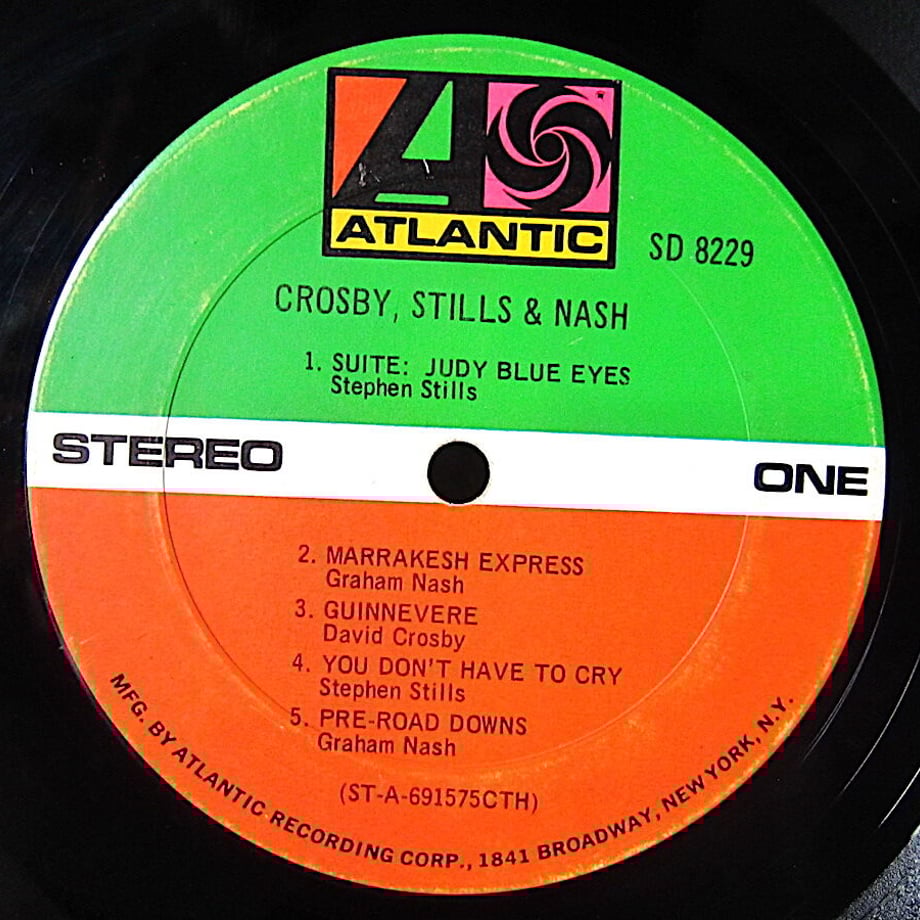 ATLANTIC
SD 8229
CROSBY, STILLS & NASH
1. SUITE: JUDY BLUE EYES
Stephen Stills
STEREO
ONE
2. MARRAKESH EXPRESS
Graham Nash
3. GUINNEVERE
David Crosby
4. YOU DON'T HAVE TO CRY
Stephen Stills
5. PRE-ROAD DOWNS
Graham Nash
(ST-A-691575CTH)
MFG. BY ATLANTIC RECORDING CORP., 1841 BROADWAY, NEW YORK, N.Y.